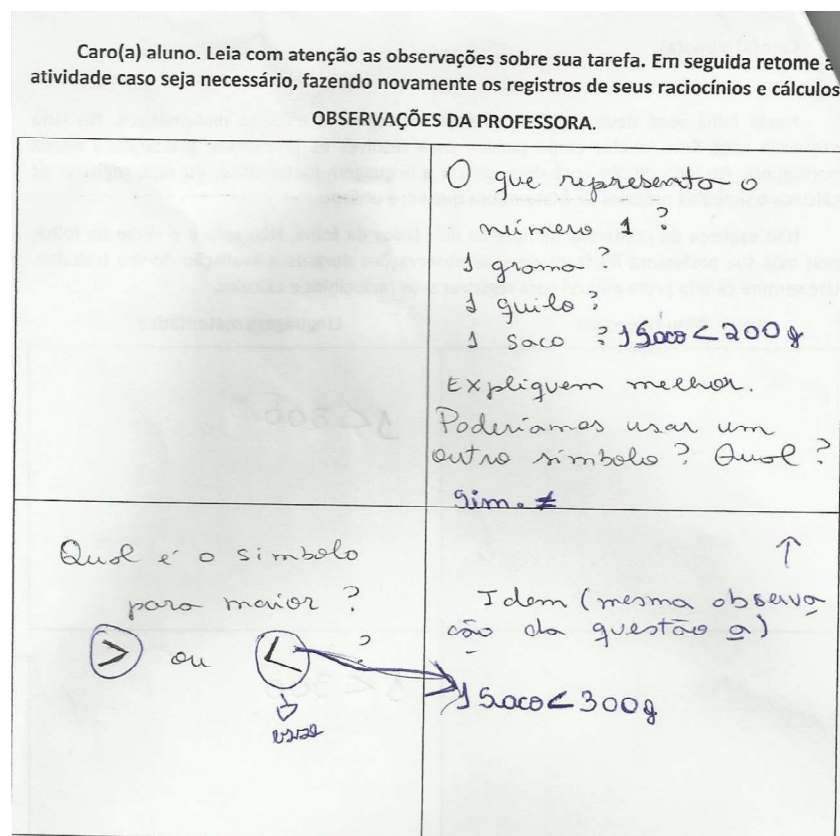 Caro(a) aluno. Leia com atenção as observações sobre sua tarefa. Em seguida retome a
atividade caso seja necessário, fazendo novamente os registros de seus raciocínios e cálculos
OBSERVAÇÕES DA PROFESSORA.
O que representa o
número 1 ?
1 grama ?
1 quilo ?
1 saco ? 1 Saco < 200g
Expliquem melhor.
Poderíamos usar um
outro símbolo? Qual ?
Sim. ≠
Qual é o símbolo
para maior ?
> ou < ?
↑
Idem (mesma observa
ção da questão a)
1 Saco < 300g